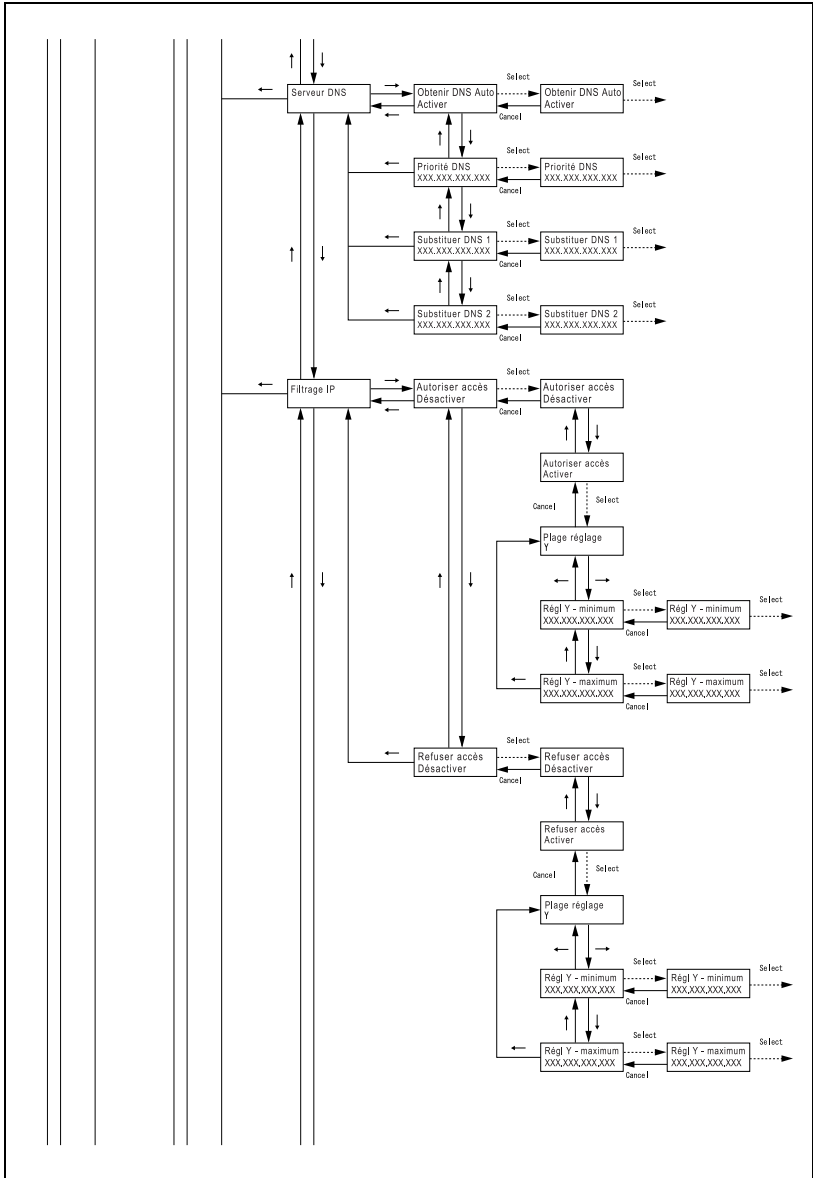 Select
Select
Serveur DNS
Obtenir DNS Auto
Activer
Obtenir DNS Auto
Activer
Cancel
Select
Select
Priorité DNS
XXX.XXX.XXX.XXX
Priorité DNS
XXX.XXX.XXX.XXX
Cancel
Select
Select
Substituer DNS 1
XXX.XXX.XXX.XXX
Substituer DNS 1
XXX.XXX.XXX.XXX
Cancel
Select
Select
Substituer DNS 2
XXX.XXX.XXX.XXX
Substituer DNS 2
XXX.XXX.XXX.XXX
Cancel
Select
Filtrage IP
Autoriser accès
Désactiver
Autoriser accès
Désactiver
Cancel
Autoriser accès
Activer
Cancel
Select
Plage réglage
Y
Select
Select
Régl Y - minimum
XXX.XXX.XXX.XXX
Régl Y - minimum
XXX.XXX.XXX.XXX
Cancel
Select
Select
Régl Y - maximum
XXX.XXX.XXX.XXX
Régl Y - maximum
XXX.XXX.XXX.XXX
Cancel
Select
Refuser accès
Désactiver
Refuser accès
Désactiver
Cancel
Refuser accès
Activer
Cancel
Select
Plage réglage
Y
Select
Select
Régl Y - minimum
XXX.XXX.XXX.XXX
Régl Y - minimum
XXX.XXX.XXX.XXX
Cancel
Select
Select
Régl Y - maximum
XXX.XXX.XXX.XXX
Régl Y - maximum
XXX.XXX.XXX.XXX
Cancel